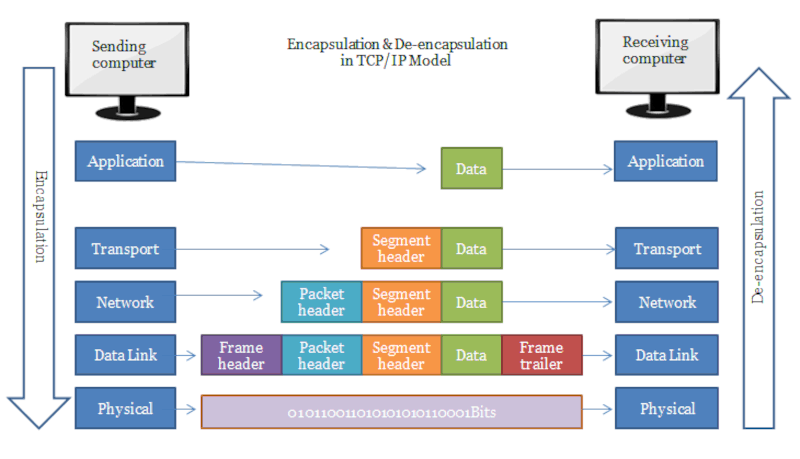 Sending
computer
Encapsulation & De-encapsulation
in TCP/IP Model
Receiving
computer
Encapsulation
De-encapsulation
Application
Data
Application
Transport
Segment
header
Data
Transport
Network
Packet
header
Segment
header
Data
Network
Data Link
Frame
header
Packet
header
Segment
header
Data
Frame
trailer
Data Link
Physical
0101100110101010101100​01Bits
Physical